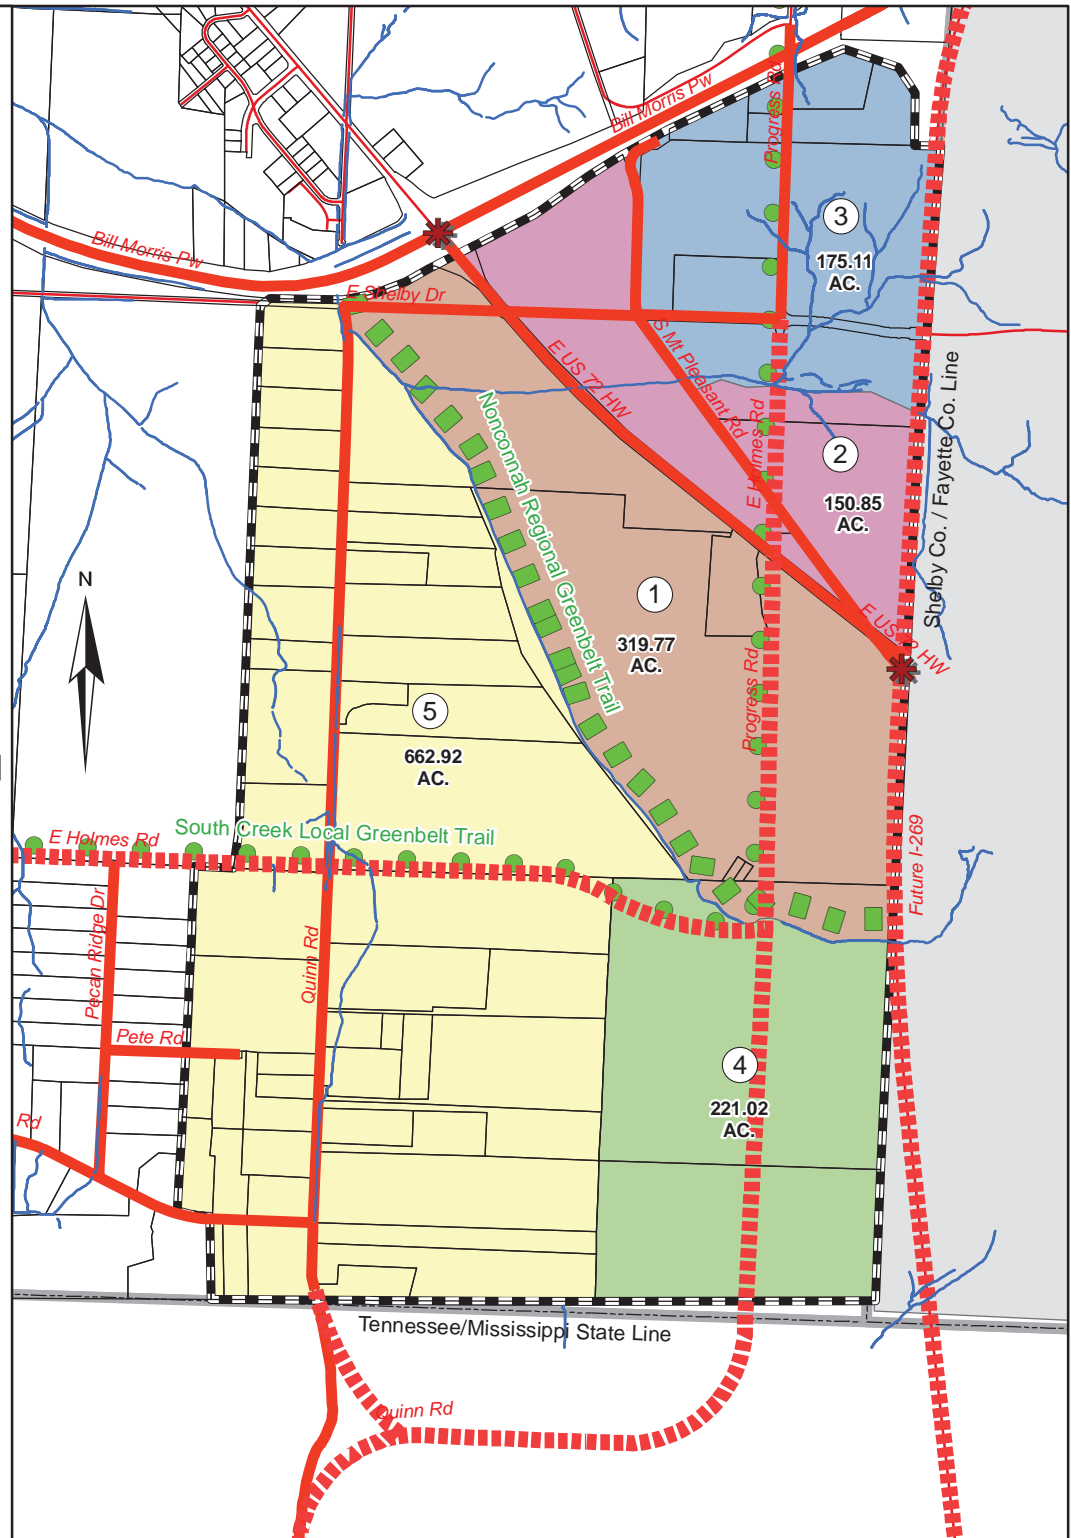 Bill Morris Pw
Progress Rd
Bill Morris Pw
3
175.11
AC.
E Shelby Dr
S Mt Pleasant Rd
E US 72 HW
Nonconnah Regional Greenbelt Trail
E Holmes Rd
2
150.85
AC.
Shelby Co. / Fayette Co. Line
N
1
319.77
AC.
E US 72 HW
Progress Rd
5
662.92
AC.
South Creek Local Greenbelt Trail
E Holmes Rd
Future I-269
Pecan Ridge Dr
Quinn Rd
Pete Rd
4
221.02
AC.
Rd
Tennessee/Mississippi State Line
Quinn Rd